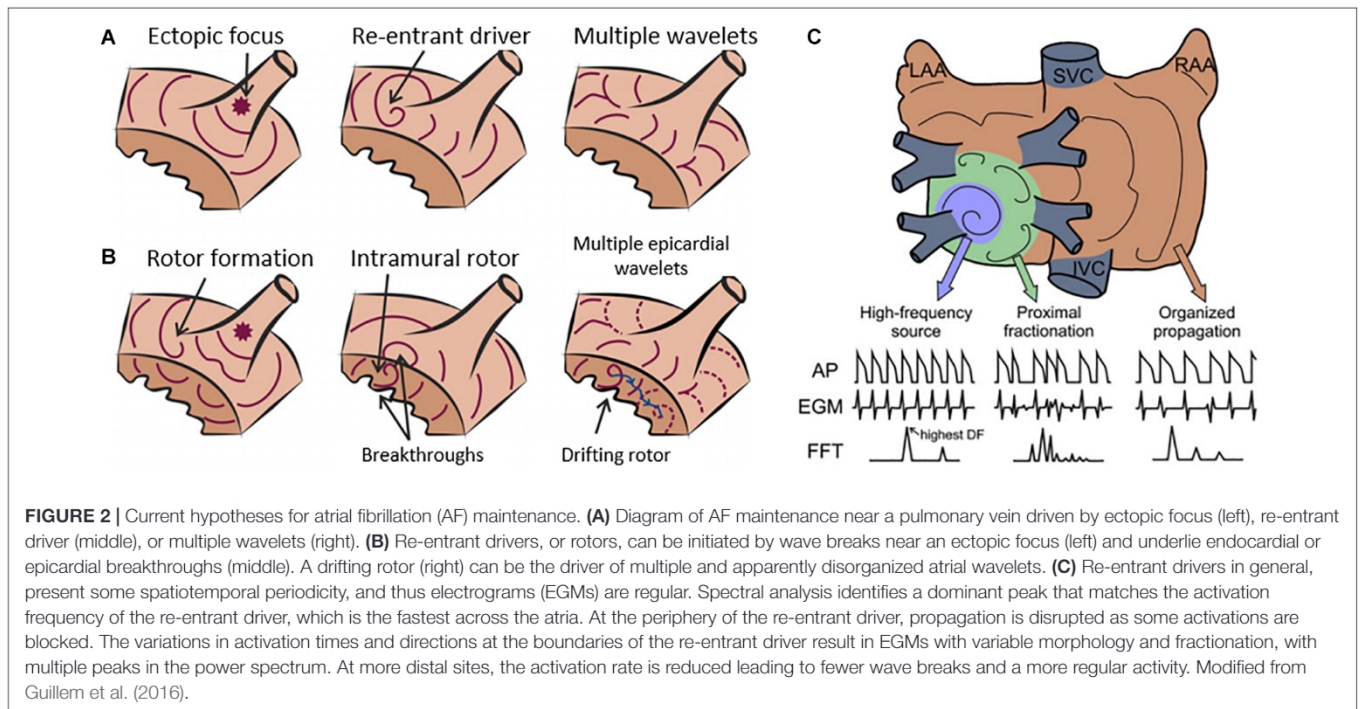 A
Ectopic focus
Re-entrant driver
Multiple wavelets
B
Rotor formation
Intramural rotor
Multiple epicardial
wavelets
Breakthroughs
Drifting rotor
C
LAA
SVC
RAA
IVC
High-frequency
source
Proximal
fractionation
Organized
propagation
AP
EGM
FFT
highest DF
FIGURE 2 | Current hypotheses for atrial fibrillation (AF) maintenance. (A) Diagram of AF maintenance near a pulmonary vein driven by ectopic focus (left), re-entrant
driver (middle), or multiple wavelets (right). (B) Re-entrant drivers, or rotors, can be initiated by wave breaks near an ectopic focus (left) and underlie endocardial or
epicardial breakthroughs (middle). A drifting rotor (right) can be the driver of multiple and apparently disorganized atrial wavelets. (C) Re-entrant drivers in general,
present some spatiotemporal periodicity, and thus electrograms (EGMs) are regular. Spectral analysis identifies a dominant peak that matches the activation
frequency of the re-entrant driver, which is the fastest across the atria. At the periphery of the re-entrant driver, propagation is disrupted as some activations are
blocked. The variations in activation times and directions at the boundaries of the re-entrant driver result in EGMs with variable morphology and fractionation, with
multiple peaks in the power spectrum. At more distal sites, the activation rate is reduced leading to fewer wave breaks and a more regular activity. Modified from
Guillem et al. (2016).